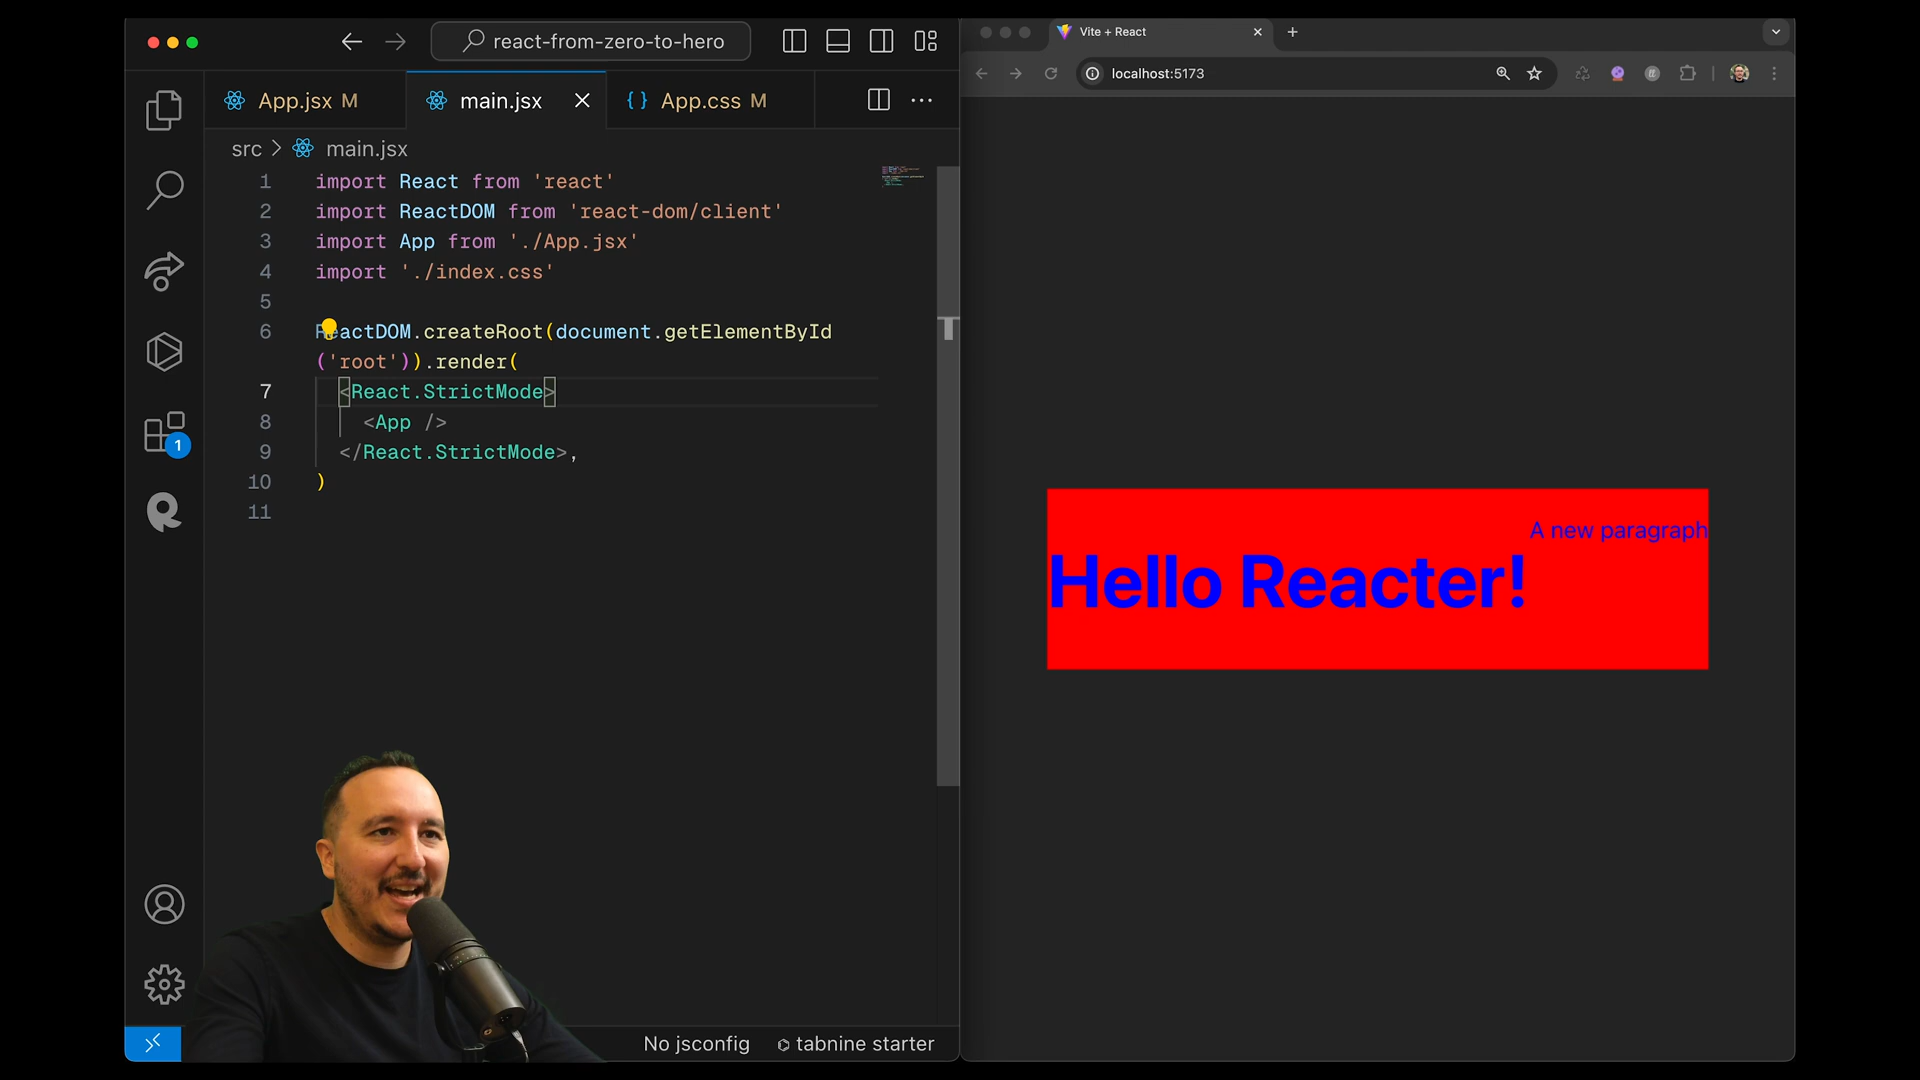 react-from-zero-to-hero
App.jsx M
main.jsx
App.css M
src > main.jsx
1 import React from 'react'
2 import ReactDOM from 'react-dom/client'
3 import App from './App.jsx'
4 import './index.css'
5
6 ReactDOM.createRoot(document.getElementById
('root')).render(
7 <React.StrictMode>
8 <App />
9 </React.StrictMode>,
10 )
11
1
No jsconfig
tabnine starter
Vite + React
localhost:5173
A new paragraph
Hello Reacter!